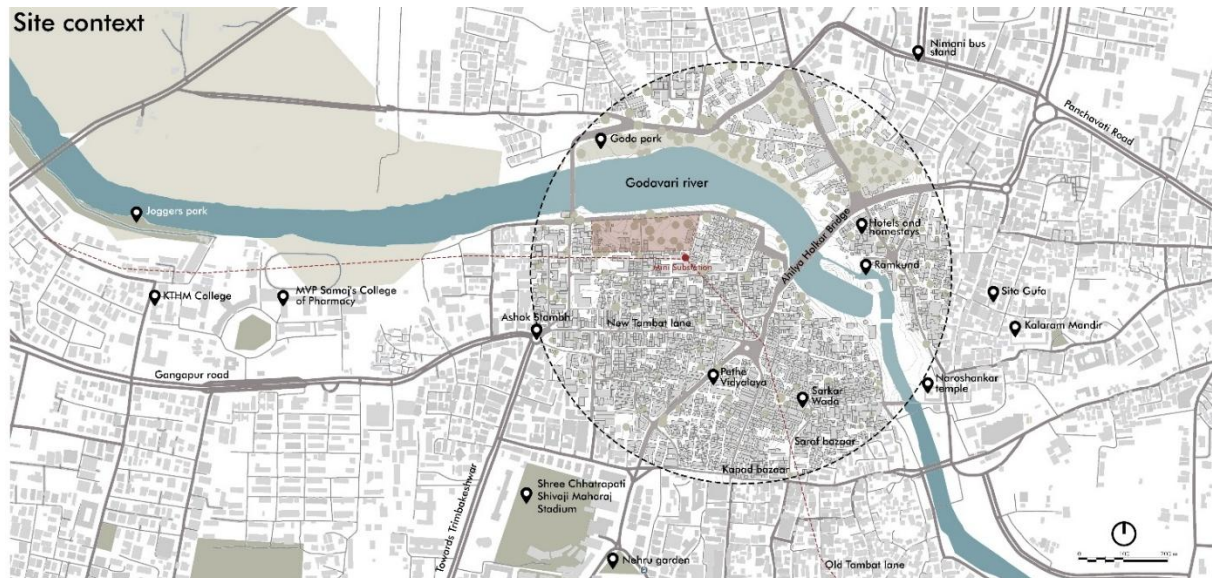 Site context
Nimani bus
stand
Panchavati Road
Goda park
Godavari river
Joggers park
Ahilya Holkar Bridge
Hotels and
homestays
Ramkund
Mini Substation
KTHM College
MVP Samaj's College
of Pharmacy
Sita Gufa
Ashok Stambh
New Tambat lane
Kalaram Mandir
Gangapur road
Pethe
Vidyalaya
Sarkar
Wada
Naroshankar
temple
Saraf bazaar
Kapad bazaar
Shree Chhatrapati
Shivaji Maharaj
Stadium
Towards Trimbakeshwar
Nehru garden
Old Tambat lane
0
100